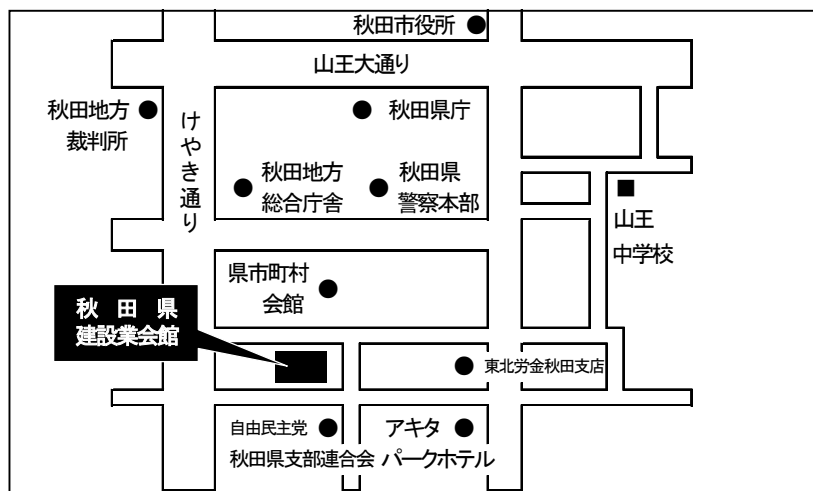 秋田市役所
山王大通り
秋田地方
裁判所
けやき通り
秋田県庁
秋田地方
総合庁舎
秋田県
警察本部
山王
中学校
県市町村
会館
秋田県
建設業会館
東北労金秋田支店
自由民主党
秋田県支部連合会
アキタ
パークホテル